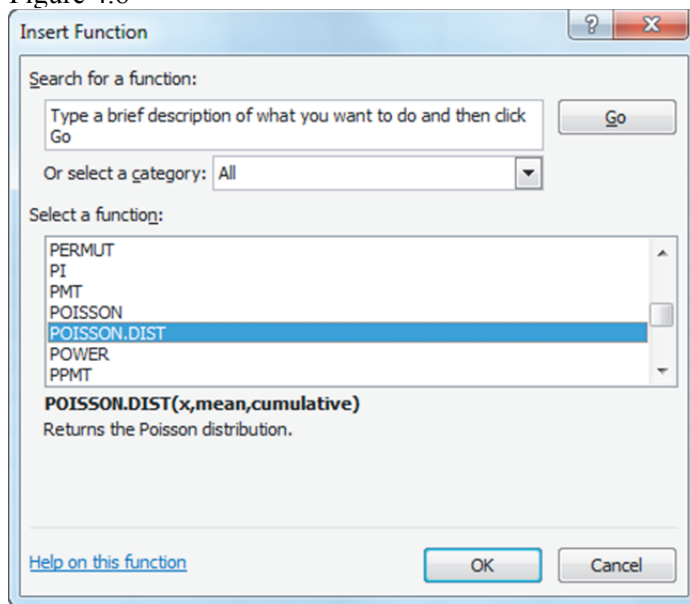 Figure 4.8
Insert Function
?
X
Search for a function:
Type a brief description of what you want to do and then click
Go
Go
Or select a category: All
Select a function:
PERMUT
PI
PMT
POISSON
POISSON.DIST
POWER
PPMT
POISSON.DIST(x,mean,cumulative)
Returns the Poisson distribution.
Help on this function
OK Cancel